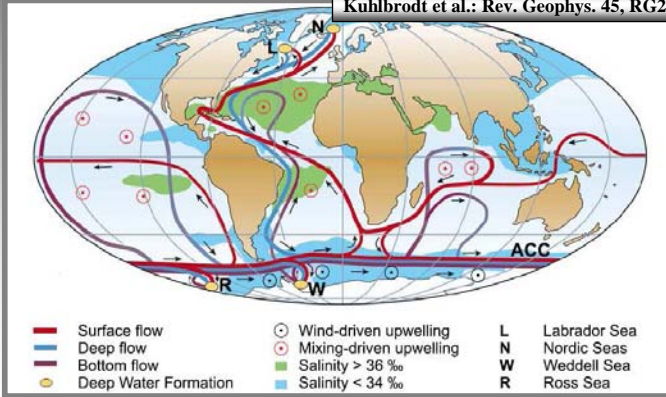 Kuhlbrodt et al.: Rev. Geophys. 45, RG2
N
L
ACC
R
W
Surface flow
Deep flow
Bottom flow
Deep Water Formation
Wind-driven upwelling
Mixing-driven upwelling
Salinity > 36 ‰
Salinity < 34 ‰
L Labrador Sea
N Nordic Seas
W Weddell Sea
R Ross Sea